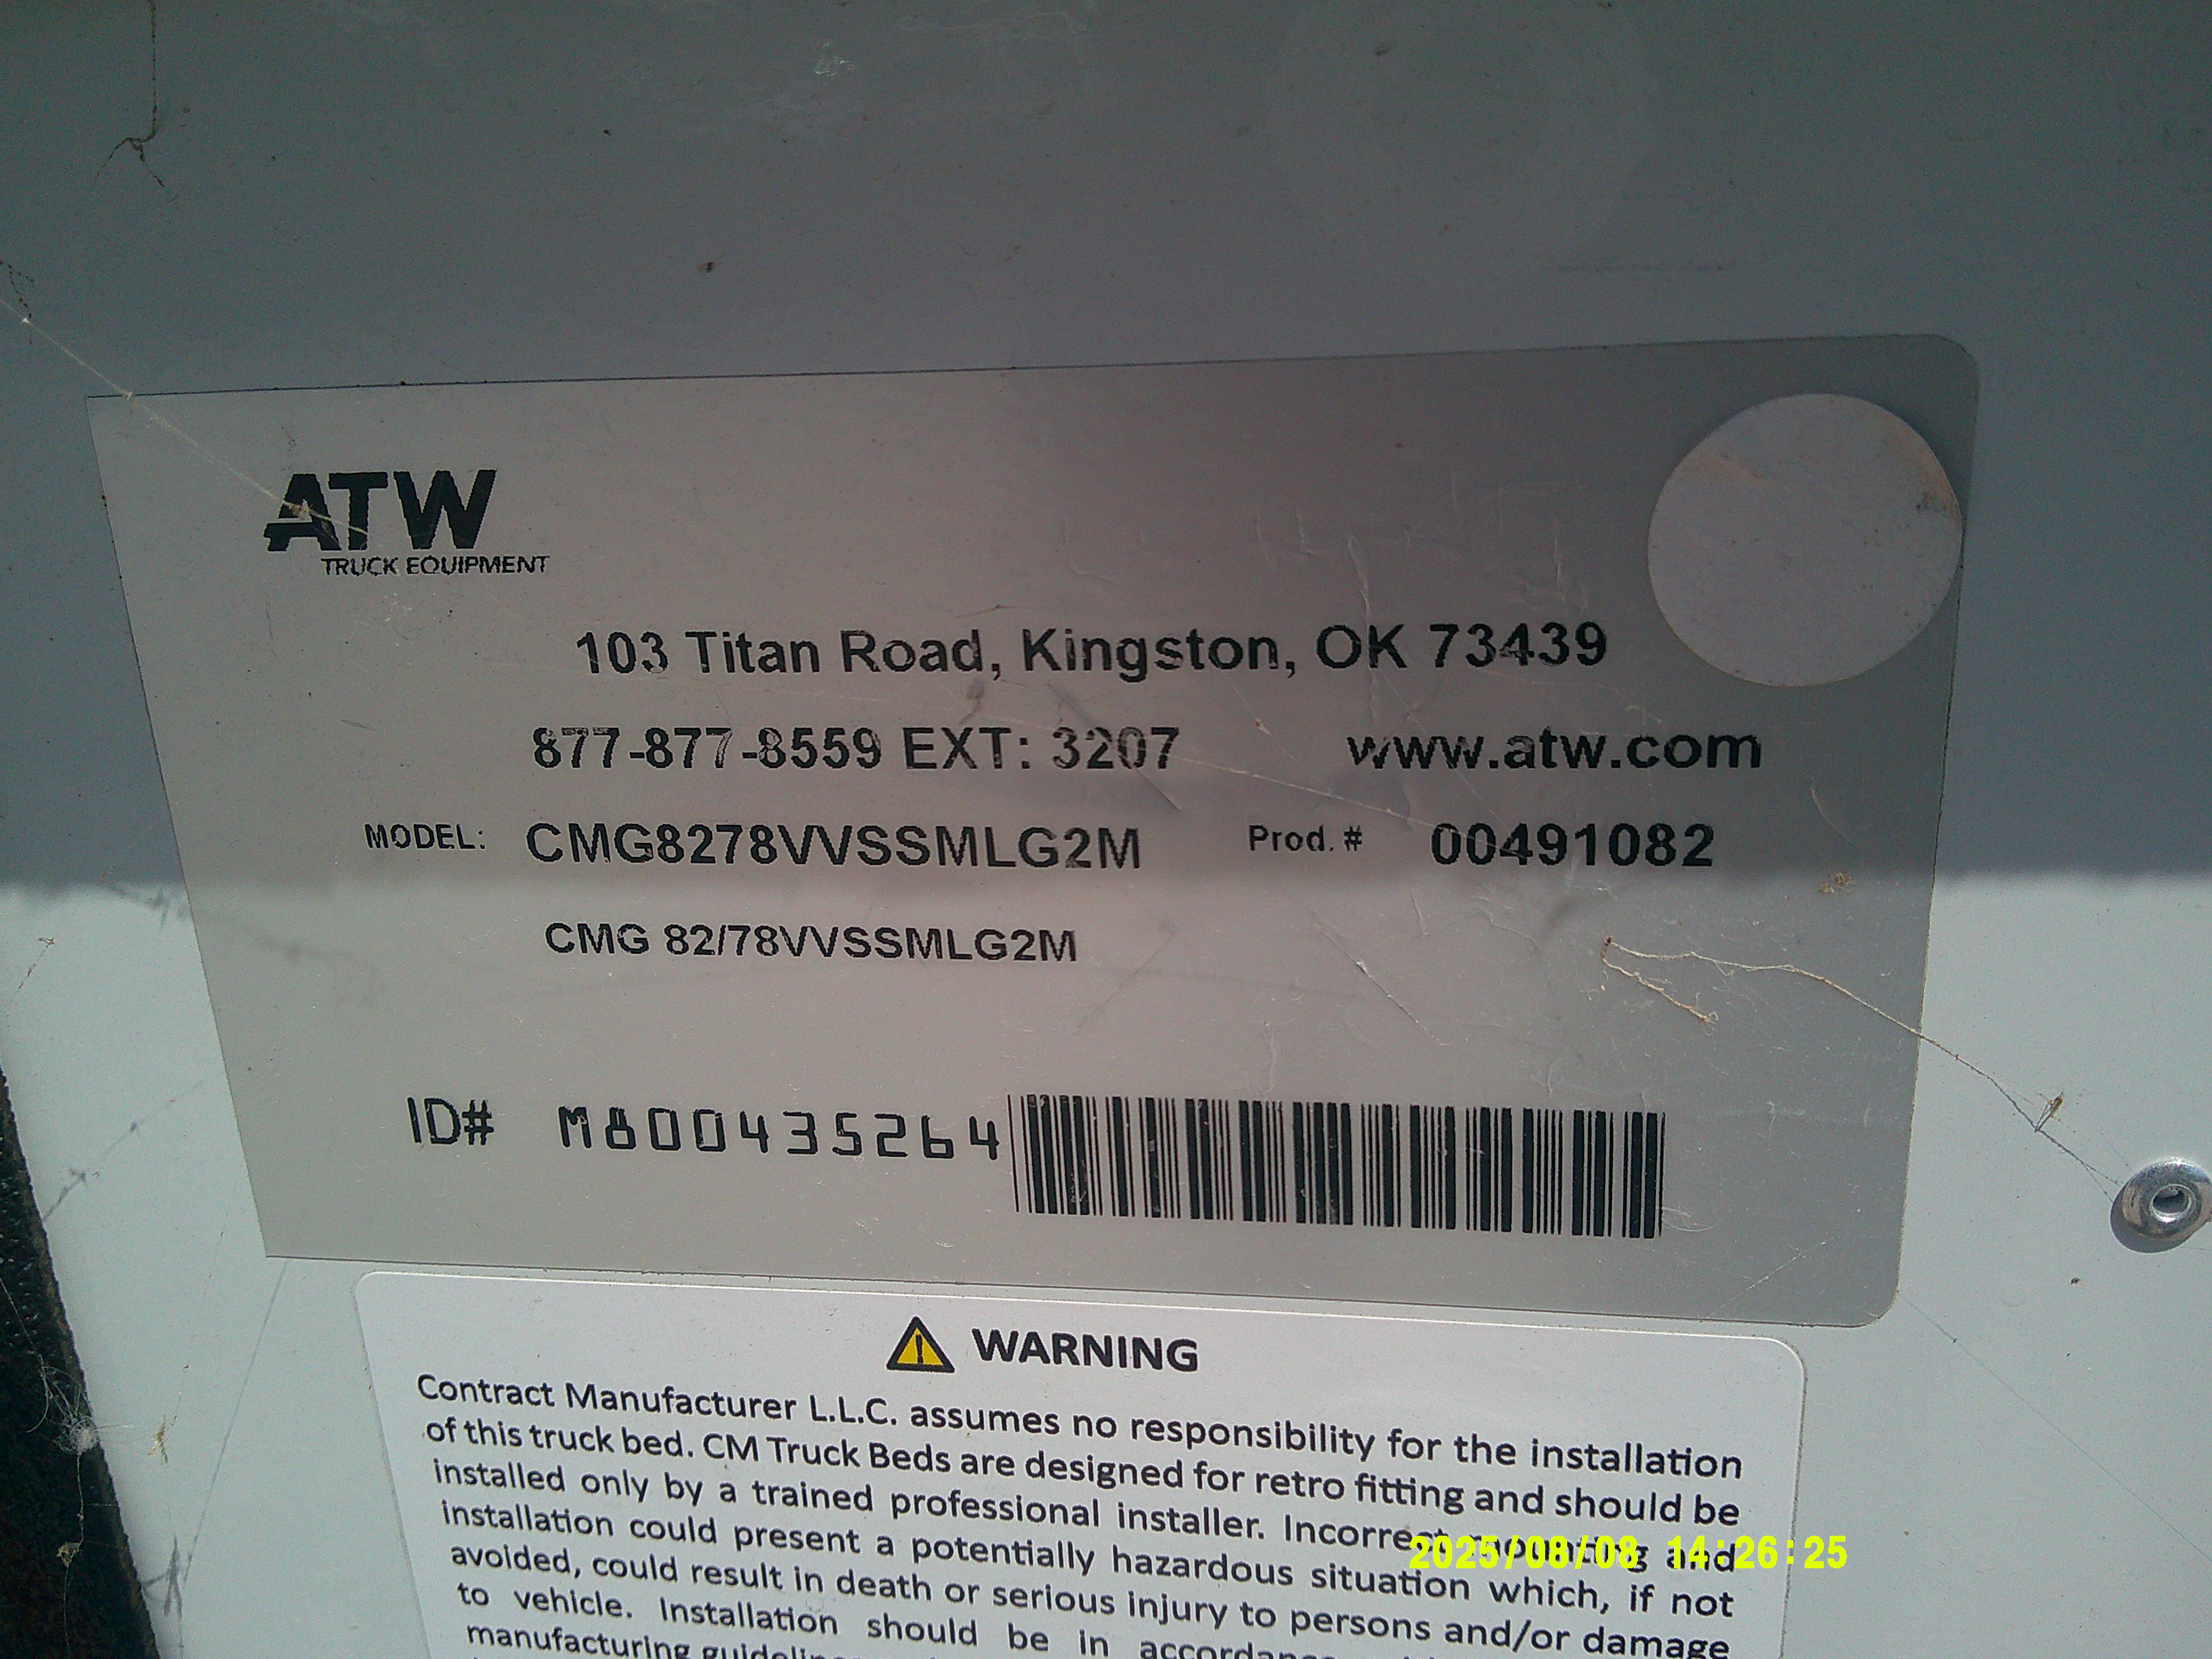 ATW
TRUCK EQUIPMENT
103 Titan Road, Kingston, OK 73439
877-877-8559 EXT: 3207 www.atw.com
MODEL: CMG8278VVSSMLG2M Prod. # 00491082
CMG 82/78VVSSMLG2M
ID# M800435264
WARNING
Contract Manufacturer L.L.C. assumes no responsibility for the installation
of this truck bed. CM Truck Beds are designed for retro fitting and should be
installed only by a trained professional installer. Incorrect mounting and
installation could present a potentially hazardous situation which, if not
avoided, could result in death or serious injury to persons and/or damage
to vehicle. Installation should be in
manufacturing
2025/08/08 14:26:25